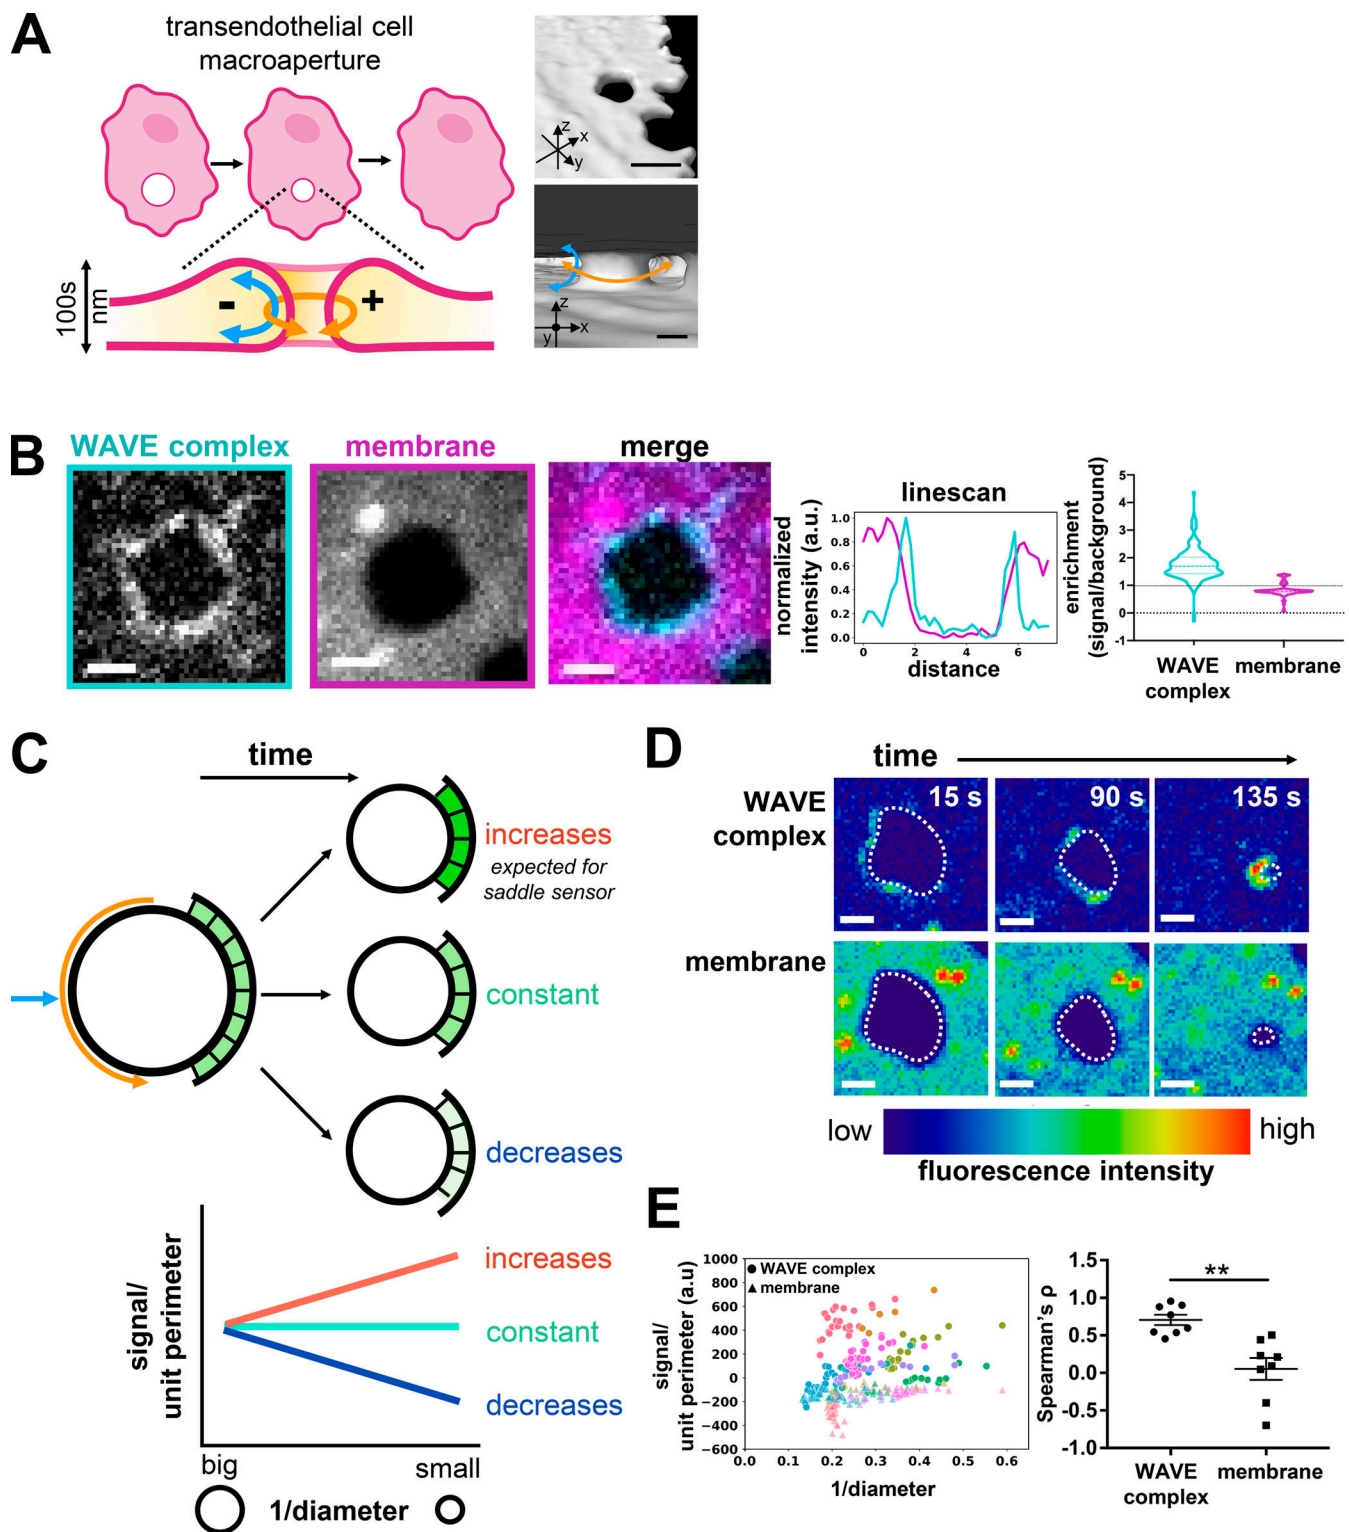 A
transendothelial cell
macroaperture
z
x
y
100s
nm
-
+
z
x
y
B
WAVE complex
membrane
merge
linescan
normalized
intensity (a.u.)
1.0
0.8
0.6
0.4
0.2
0.0
0 2 4 6
distance
enrichment
(signal/background)
5
4
3
2
1
0
-1
WAVE
complex
membrane
C
time
increases
expected for
saddle sensor
constant
decreases
signal/
unit perimeter
increases
constant
decreases
big
small
1/diameter
D
time
WAVE
complex
15 s
90 s
135 s
membrane
low
high
fluorescence intensity
E
signal/
unit perimeter (a.u)
1000
800
600
400
200
0
−200
−400
−600
WAVE complex
membrane
0.0 0.1 0.2 0.3 0.4 0.5 0.6
1/diameter
Spearman's ρ
1.5
1.0
0.5
0.0
-0.5
-1.0
**
WAVE
complex
membrane